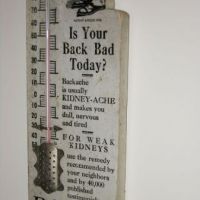 Is Your
Back Bad
Today?
Backache
is usually
KIDNEY-ACHE
and makes you
dull, nervous
and tired
FOR WEAK
KIDNEYS
use the remedy
recommended by
your neighbors
and by 40,000
published
testimonials